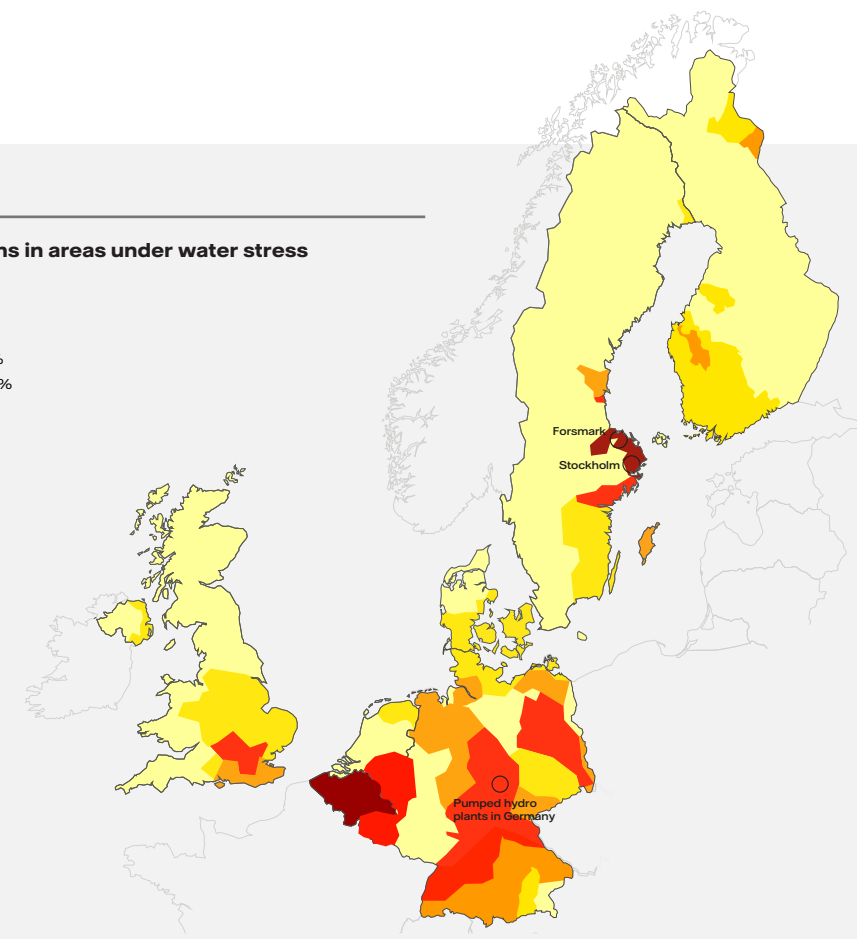 ns in areas under water stress
%
%
Forsmark
Stockholm
Pumped hydro
plants in Germany